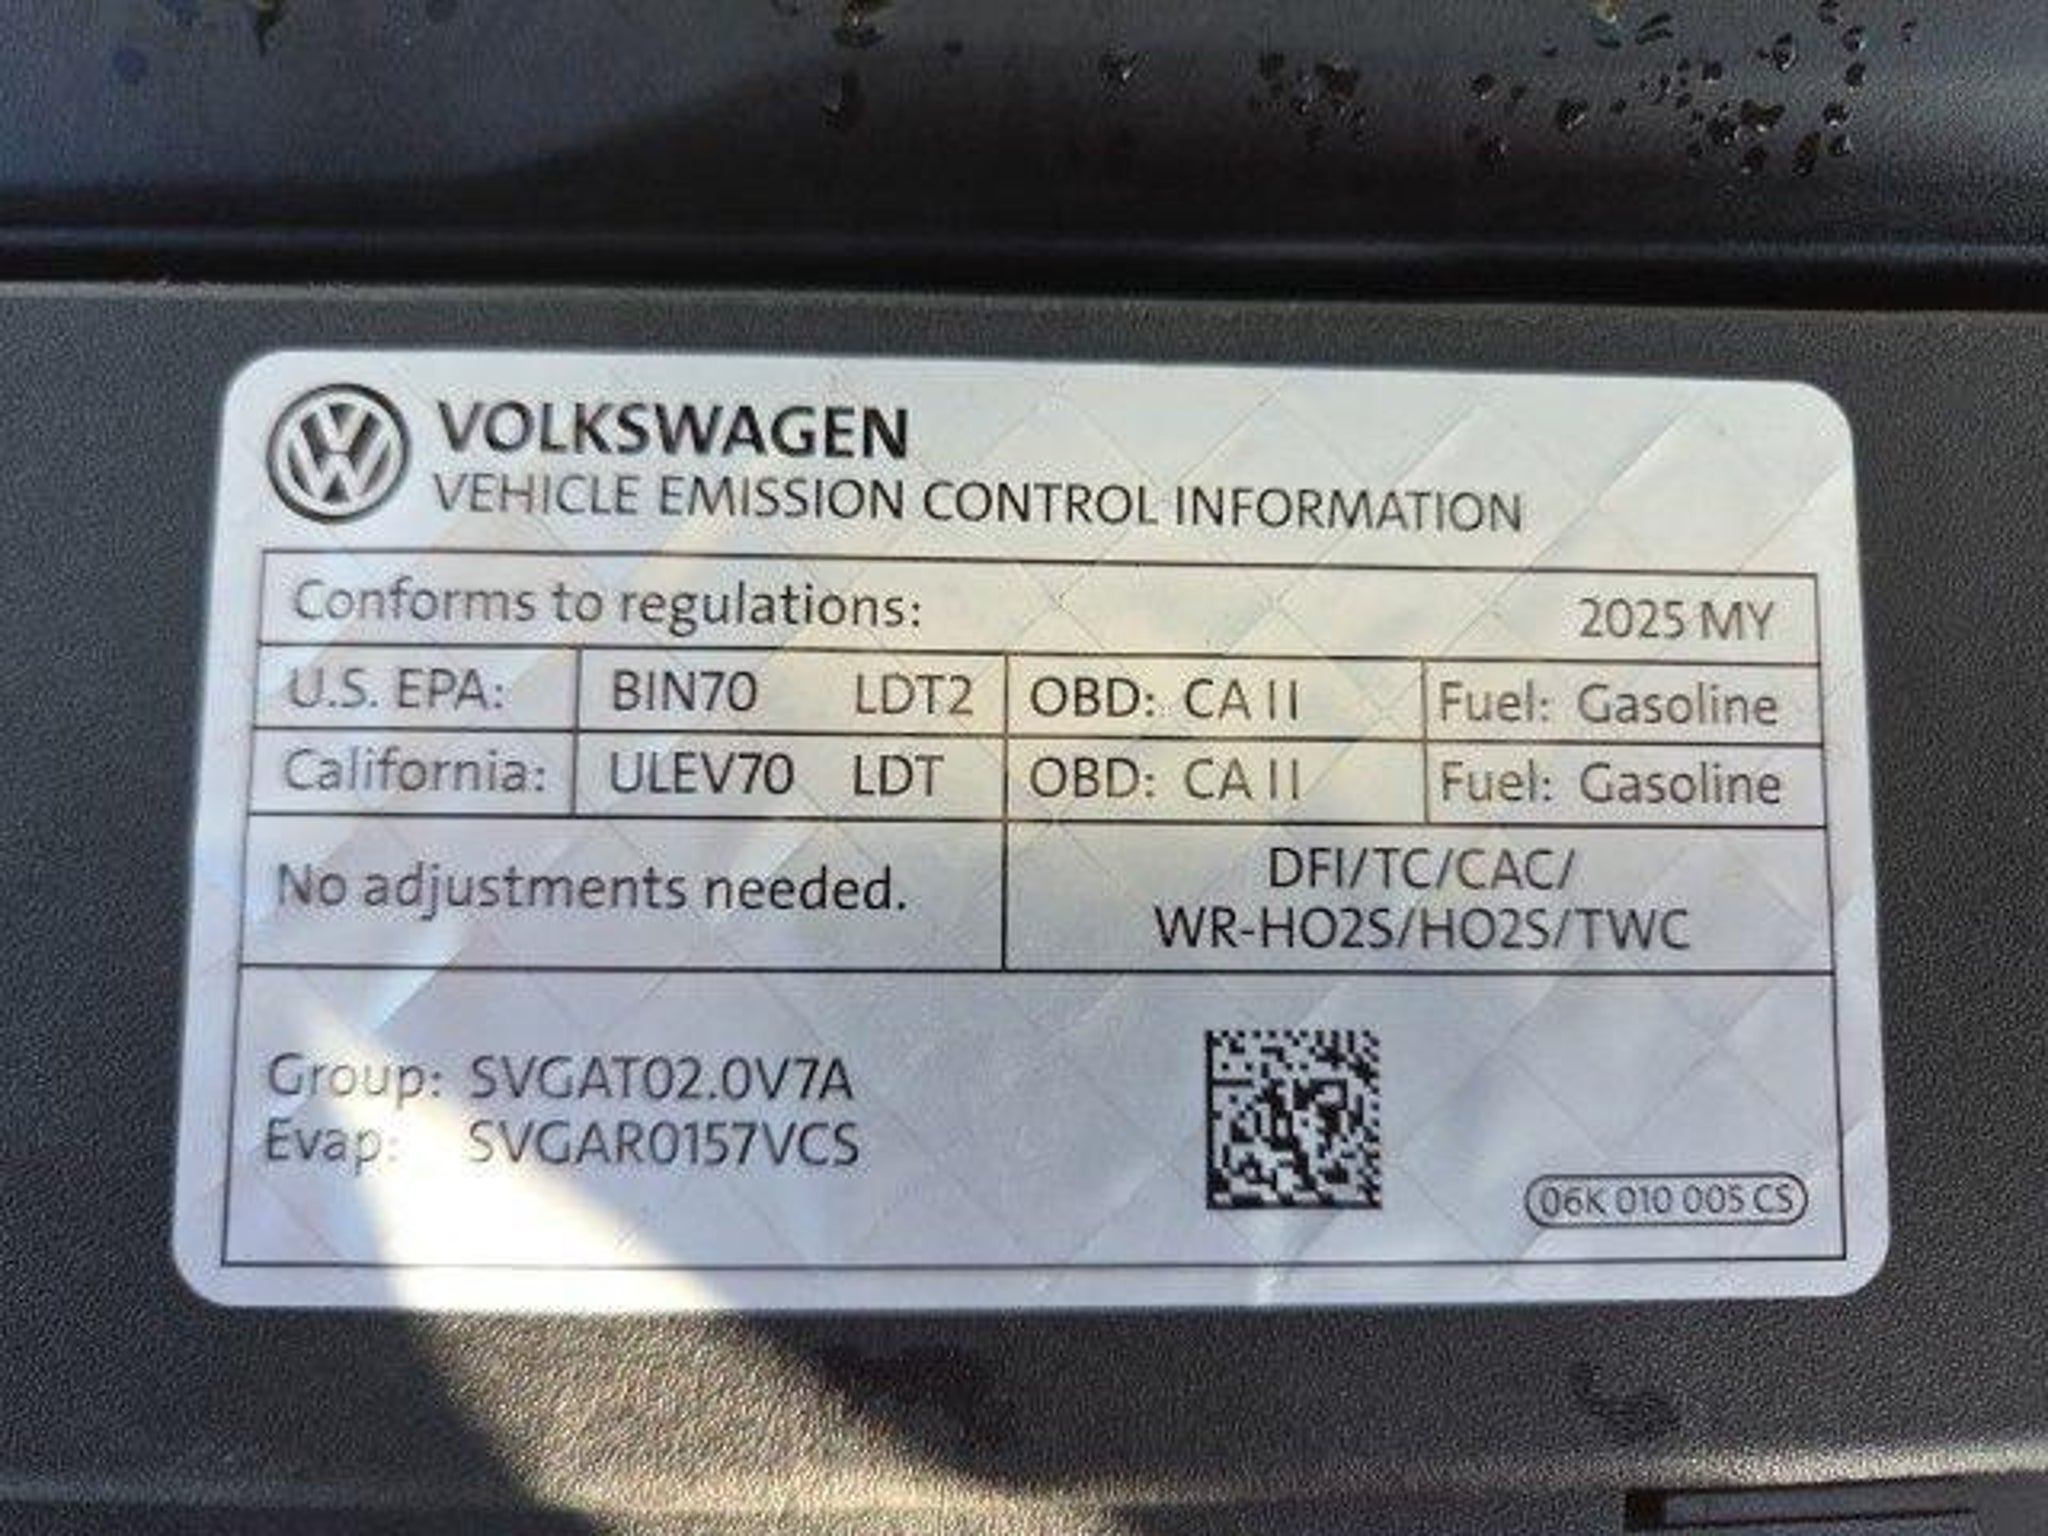 VOLKSWAGEN
VEHICLE EMISSION CONTROL INFORMATION
Conforms to regulations: 2025 MY
U.S. EPA: BIN70 LDT2 OBD: CA II Fuel: Gasoline
California: ULEV70 LDT OBD: CA II Fuel: Gasoline
No adjustments needed.
DFI/TC/CAC/
WR-HO2S/HO2S/TWC
Group: SVGAT02.0V7A
Evap: SVGAR0157VCS
06K 010 005 CS